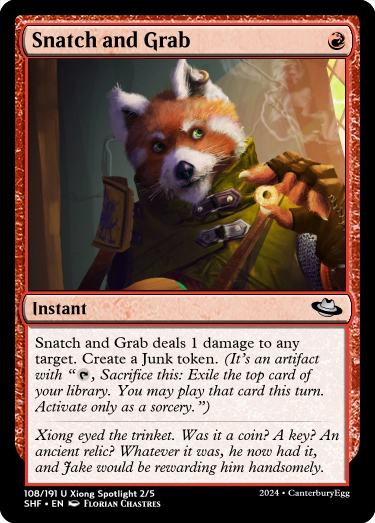 Snatch and Grab
Instant
Snatch and Grab deals 1 damage to any
target. Create a Junk token. (It's an artifact
with “, Sacrifice this: Exile the top card of
your library. You may play that card this turn.
Activate only as a sorcery.”)
Xiong eyed the trinket. Was it a coin? A key? An
ancient relic? Whatever it was, he now had it,
and Jake would be rewarding him handsomely.
108/191 U Xiong Spotlight 2/5
SHF • EN Florian Chastres
2024 • CanterburyEgg